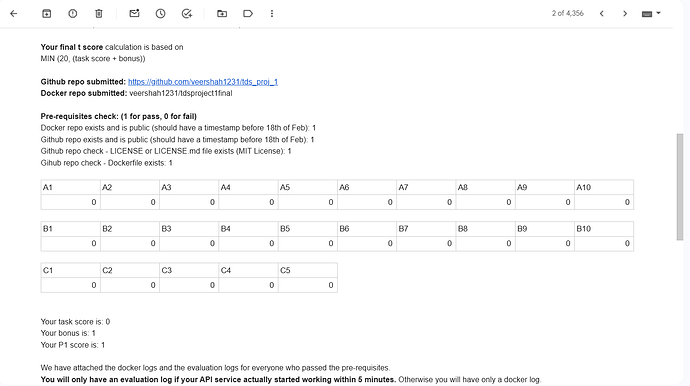 2 of 4,356
Your final t score calculation is based on
MIN (20, (task score + bonus))
Github repo submitted: https://github.com/veershah1231/tds_proj_1
Docker repo submitted: veershah1231/tdsproject1final
Pre-requisites check: (1 for pass, 0 for fail)
Docker repo exists and is public (should have a timestamp before 18th of Feb): 1
Github repo exists and is public (should have a timestamp before 18th of Feb): 1
Github repo check - LICENSE or LICENSE.md file exists (MIT License): 1
Gihub repo check - Dockerfile exists: 1
A1 A2 A3 A4 A5 A6 A7 A8 A9 A10
0 0 0 0 0 0 0 0 0 0
B1 B2 B3 B4 B5 B6 B7 B8 B9 B10
0 0 0 0 0 0 0 0 0 0
C1 C2 C3 C4 C5
0 0 0 0 0
Your task score is: 0
Your bonus is: 1
Your P1 score is: 1
We have attached the docker logs and the evaluation logs for everyone who passed the pre-requisites.
You will only have an evaluation log if your API service actually started working within 5 minutes. Otherwise you will have only a docker log.